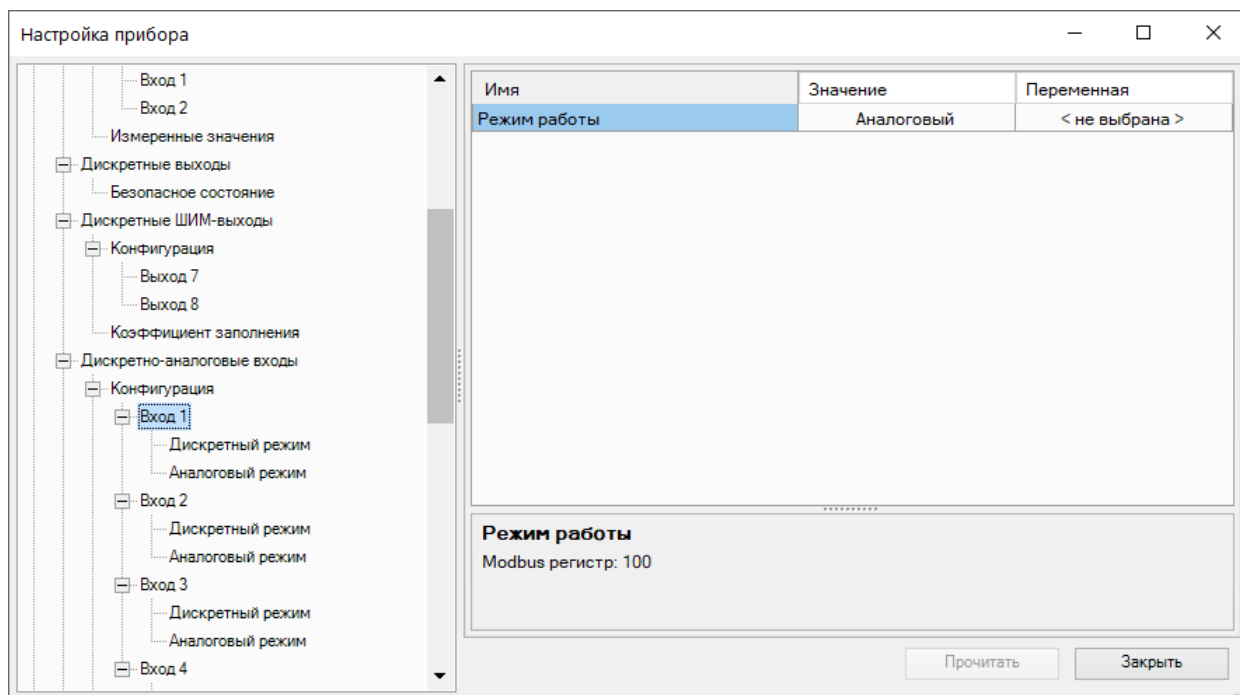 Настройка прибора
Вход 1
Вход 2
Измеренные значения
Дискретные выходы
Безопасное состояние
Дискретные ШИМ-выходы
Конфигурация
Выход 7
Выход 8
Коэффициент заполнения
Дискретно-аналоговые входы
Конфигурация
Вход 1
Дискретный режим
Аналоговый режим
Вход 2
Дискретный режим
Аналоговый режим
Вход 3
Дискретный режим
Аналоговый режим
Вход 4
Имя Значение Переменная
Режим работы Аналоговый < не выбрана >
Режим работы
Modbus регистр: 100
Прочитать Закрыть